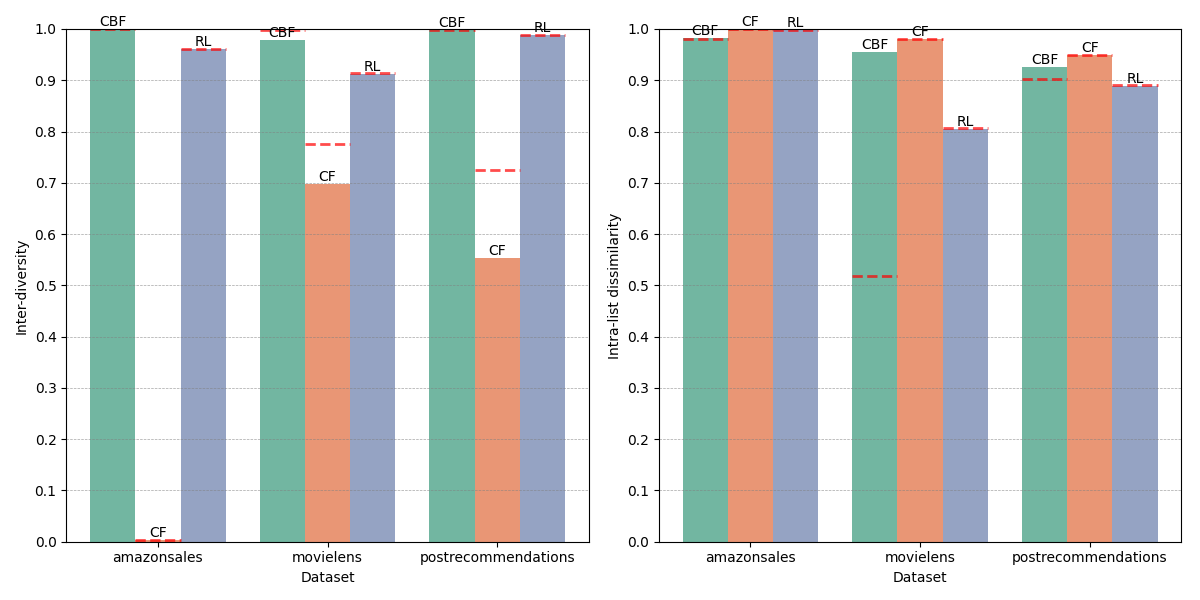 Inter-diversity
1.0
0.9
0.8
0.7
0.6
0.5
0.4
0.3
0.2
0.1
0.0
CBF
CF
RL
CBF
CF
RL
CBF
CF
RL
amazonsales
movielens
postrecommendations
Dataset
Intra-list dissimilarity
1.0
0.9
0.8
0.7
0.6
0.5
0.4
0.3
0.2
0.1
0.0
CBF
CF
RL
CBF
CF
RL
CBF
CF
RL
amazonsales
movielens
postrecommendations
Dataset